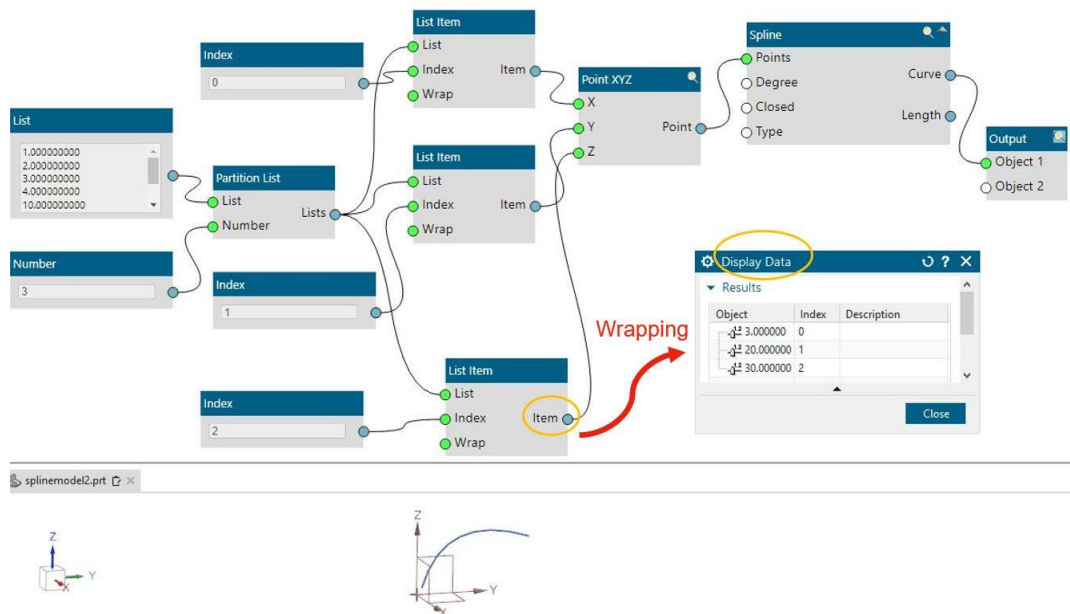 List Item
List
Index Item
Wrap
Index
0
Point XYZ
X
Y Point
Z
Spline
Points
Degree Curve
Closed
Length
Type
Output
Object 1
Object 2
List
1.000000000
2.000000000
3.000000000
4.000000000
10.000000000
Partition List
List
Lists
Number
List Item
List
Index Item
Wrap
Number
3
Index
1
Wrapping
Display Data
Results
Object Index Description
3.000000 0
20.000000 1
30.000000 2
Close
List Item
List
Index Item
Wrap
Index
2
splinemodel2.prt
Z
Y
X
Z
Y
X